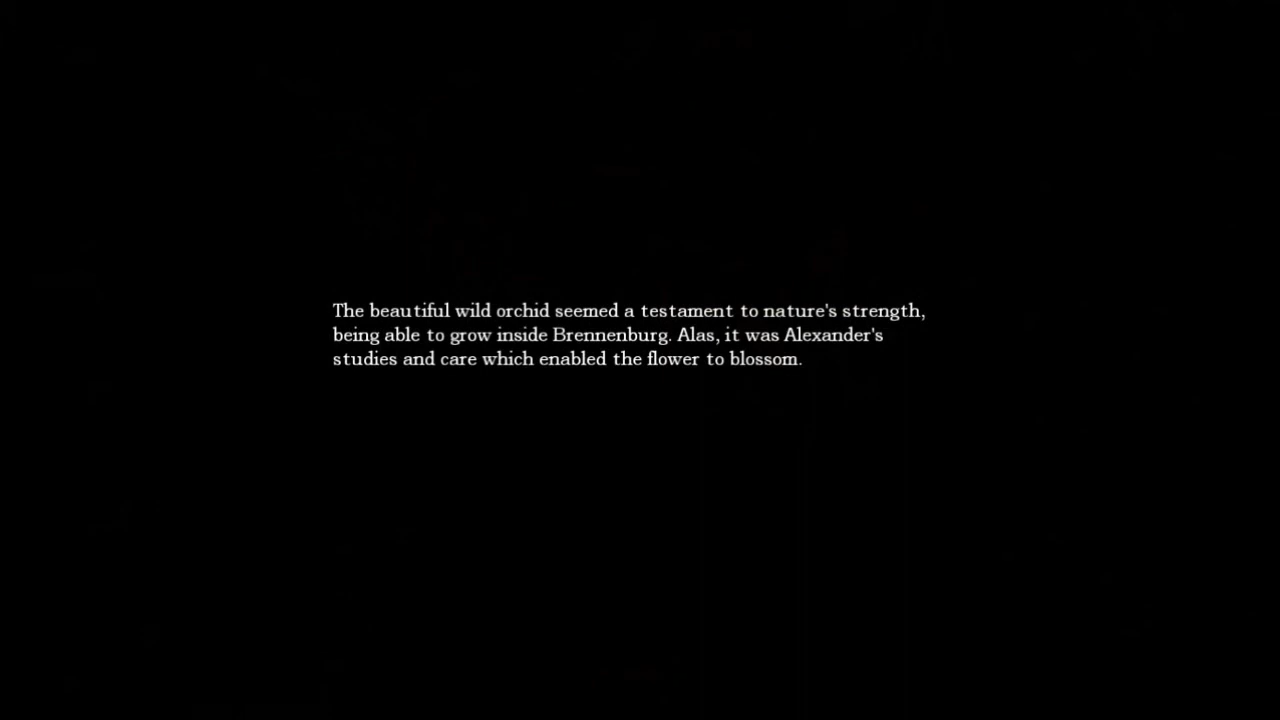 The beautiful wild orchid seemed a testament to nature's strength,
being able to grow inside Brennenburg. Alas, it was Alexander's
studies and care which enabled the flower to blossom.